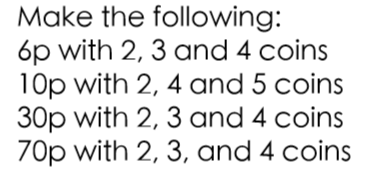 Make the following:
6p with 2, 3 and 4 coins
10p with 2, 4 and 5 coins
30p with 2, 3 and 4 coins
70p with 2, 3, and 4 coins